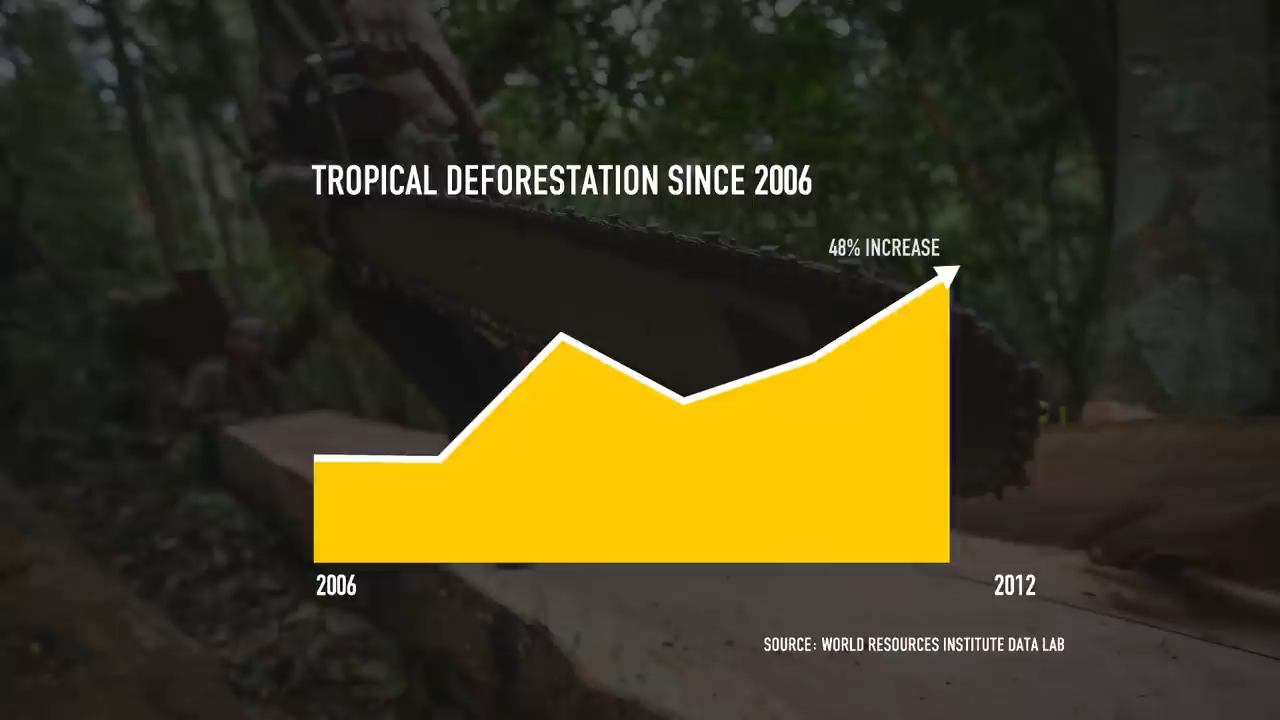 TROPICAL DEFORESTATION SINCE 2006
48% INCREASE
2006
2012
SOURCE: WORLD RESOURCES INSTITUTE DATA LAB